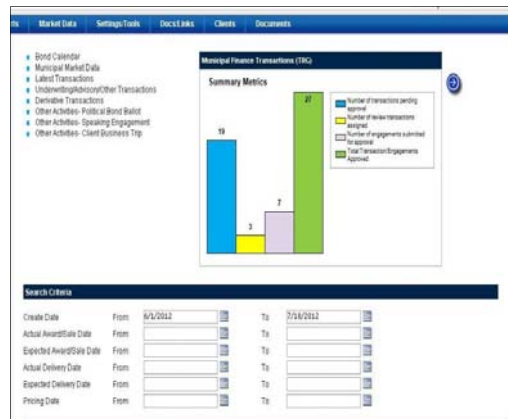 ts Market Data Settings/Tools Docs/Links Clients Documents
Bond Calendar
Municipal Market Data
Latest Transactions
Underwriting/Advisory/Other Transactions
Derivative Transactions
Other Activities- Political Bond Ballot
Other Activities- Speaking Engagement
Other Activities- Client Business Trip
Municipal Finance Transactions (TRG)
Summary Metrics
19
3
7
27
Number of transactions pending
approval
Number of review transactions
assigned
Number of engagements submitted
for approval
Total Transaction/Engagements
Approved
Search Criteria
Create Date From 6/1/2012 To 7/16/2012
Actual Award/Sale Date From To
Expected Award/Sale Date From To
Actual Delivery Date From To
Expected Delivery Date From To
Pricing Date From To